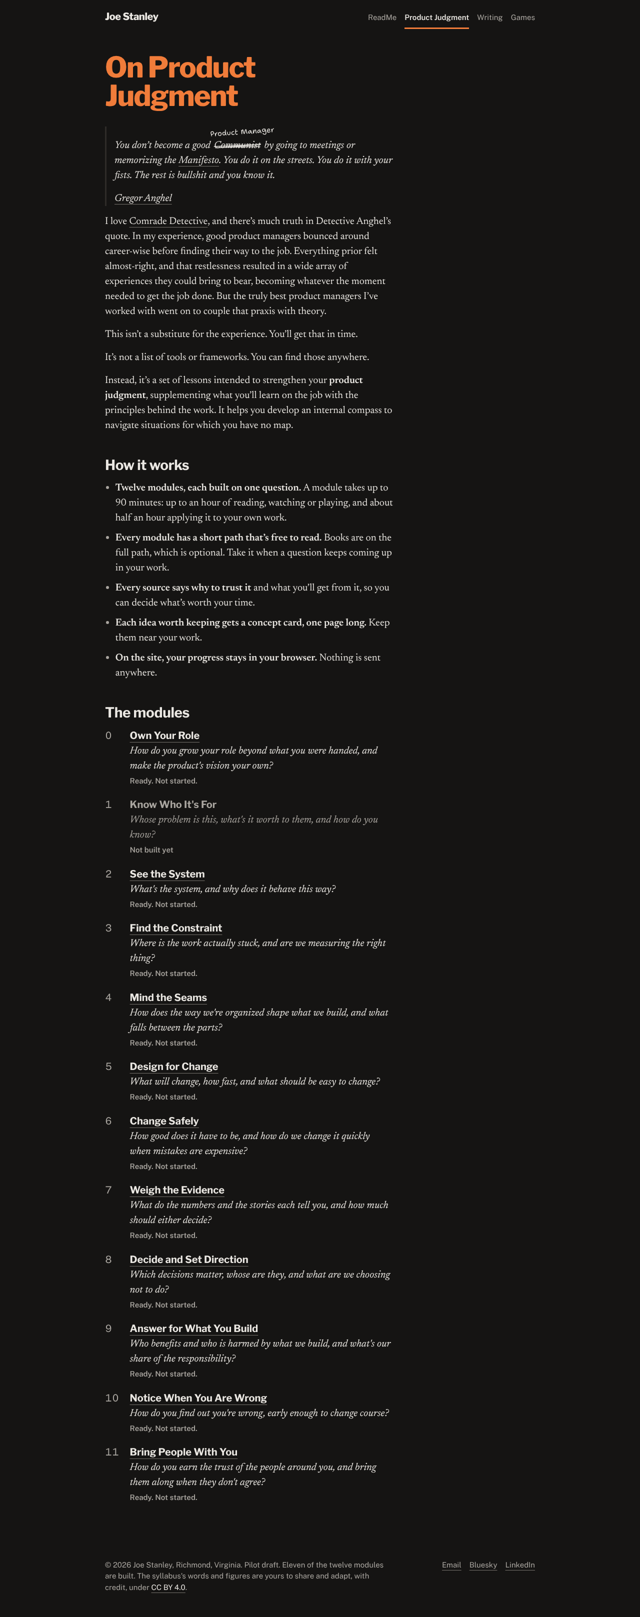 Joe Stanley
ReadMe Product Judgment Writing Games
On Product
Judgment
Product Manager
You don't become a good Communist by going to meetings or
memorizing the Manifesto. You do it on the streets. You do it with your
fists. The rest is bullshit and you know it.
Gregor Anghel
I love Comrade Detective, and there's much truth in Detective Anghel's
quote. In my experience, good product managers bounced around
career-wise before finding their way to the job. Everything prior felt
almost-right, and that restlessness resulted in a wide array of
experiences they could bring to bear, becoming whatever the moment
needed to get the job done. But the truly best product managers I've
worked with went on to couple that praxis with theory.
This isn't a substitute for the experience. You'll get that in time.
It's not a list of tools or frameworks. You can find those anywhere.
Instead, it's a set of lessons intended to strengthen your product
judgment, supplementing what you'll learn on the job with the
principles behind the work. It helps you develop an internal compass to
navigate situations for which you have no map.
How it works
• Twelve modules, each built on one question. A module takes up to
90 minutes: up to an hour of reading, watching or playing, and about
half an hour applying it to your own work.
• Every module has a short path that's free to read. Books are on the
full path, which is optional. Take it when a question keeps coming up
in your work.
• Every source says why to trust it and what you'll get from it, so you
can decide what's worth your time.
• Each idea worth keeping gets a concept card, one page long. Keep
them near your work.
• On the site, your progress stays in your browser. Nothing is sent
anywhere.
The modules
0 Own Your Role
How do you grow your role beyond what you were handed, and
make the product's vision your own?
Ready. Not started.
1 Know Who It's For
Whose problem is this, what's it worth to them, and how do you
know?
Not built yet
2 See the System
What's the system, and why does it behave this way?
Ready. Not started.
3 Find the Constraint
Where is the work actually stuck, and are we measuring the right
thing?
Ready. Not started.
4 Mind the Seams
How does the way we're organized shape what we build, and what
falls between the parts?
Ready. Not started.
5 Design for Change
What will change, how fast, and what should be easy to change?
Ready. Not started.
6 Change Safely
How good does it have to be, and how do we change it quickly
when mistakes are expensive?
Ready. Not started.
7 Weigh the Evidence
What do the numbers and the stories each tell you, and how much
should either decide?
Ready. Not started.
8 Decide and Set Direction
Which decisions matter, whose are they, and what are we choosing
not to do?
Ready. Not started.
9 Answer for What You Build
Who benefits and who is harmed by what we build, and what's our
share of the responsibility?
Ready. Not started.
10 Notice When You Are Wrong
How do you find out you're wrong, early enough to change course?
Ready. Not started.
11 Bring People With You
How do you earn the trust of the people around you, and bring
them along when they don't agree?
Ready. Not started.
© 2026 Joe Stanley, Richmond, Virginia. Pilot draft. Eleven of the twelve modules
are built. The syllabus's words and figures are yours to share and adapt, with
credit, under CC BY 4.0.
Email Bluesky LinkedIn